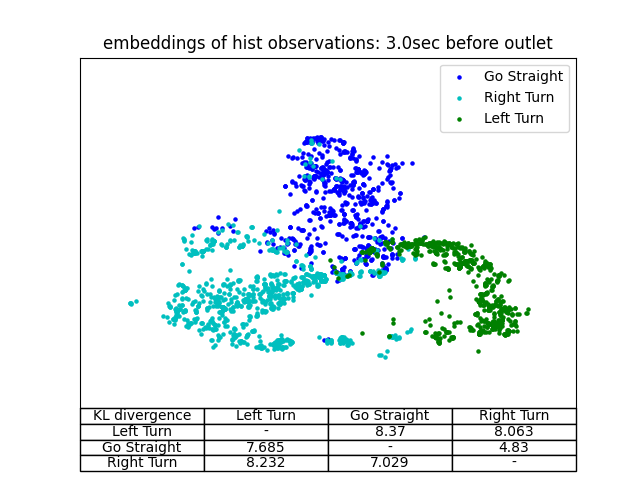 embeddings of hist observations: 3.0sec before outlet
Go Straight
Right Turn
Left Turn
KL divergence Left Turn Go Straight Right Turn
Left Turn - 8.37 8.063
Go Straight 7.685 - 4.83
Right Turn 8.232 7.029 -